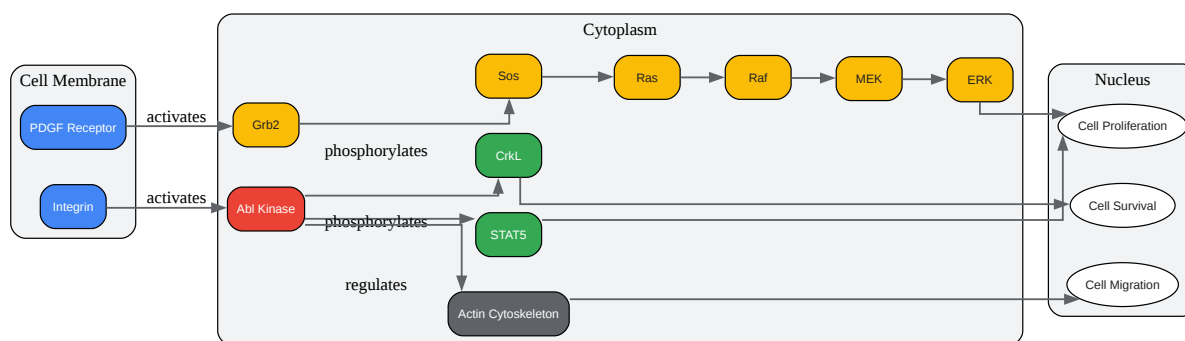 Cytoplasm
Cell Membrane
Nucleus
Sos
Ras
Raf
MEK
ERK
PDGF Receptor
activates
Grb2
Cell Proliferation
phosphorylates
CrkL
Integrin
activates
Abl Kinase
Cell Survival
phosphorylates
STAT5
regulates
Cell Migration
Actin Cytoskeleton